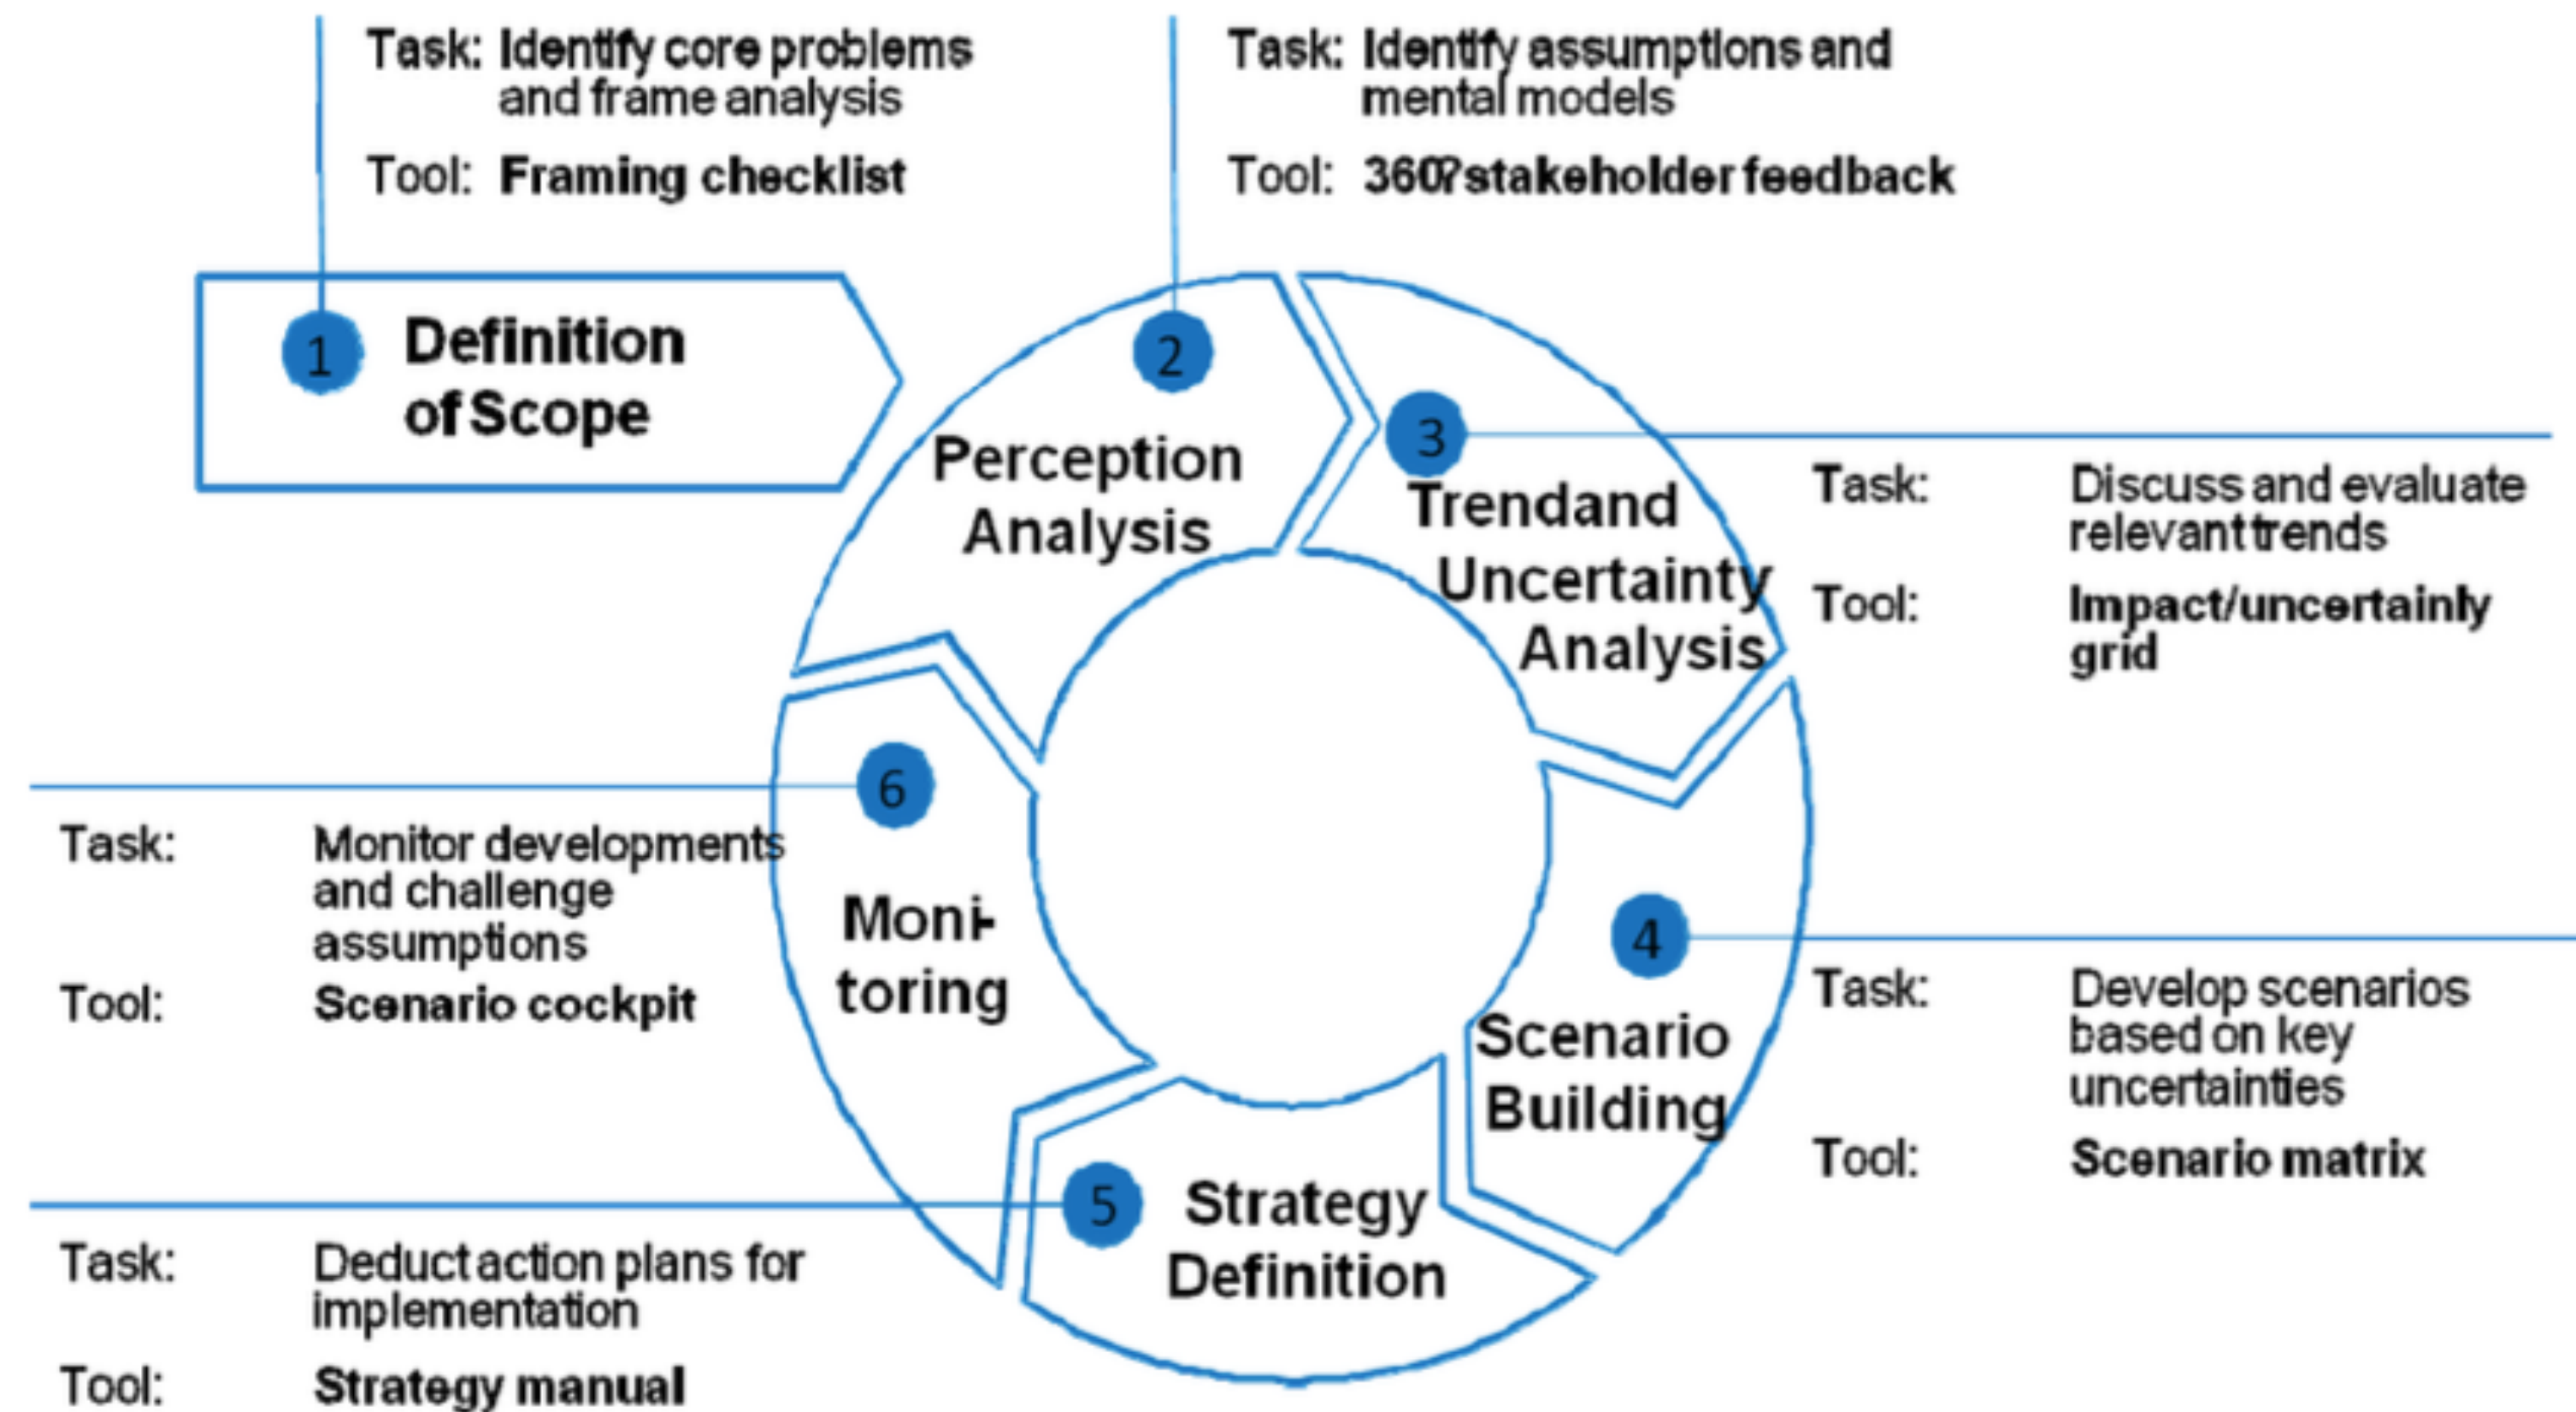 Task: Identify core problems
and frame analysis
Tool: Framing checklist
Task: Identify assumptions and
mental models
Tool: 360?stakeholder feedback
1
Definition
of Scope
2
Perception
Analysis
3
Trendand
Uncertainty
Analysis
Task: Discuss and evaluate
relevant trends
Tool: Impact/uncertainly
grid
4
Scenario
Building
Task: Develop scenarios
based on key
uncertainties
Tool: Scenario matrix
5
Strategy
Definition
Task: Deduct action plans for
implementation
Tool: Strategy manual
6
Moni-
toring
Task: Monitor developments
and challenge
assumptions
Tool: Scenario cockpit